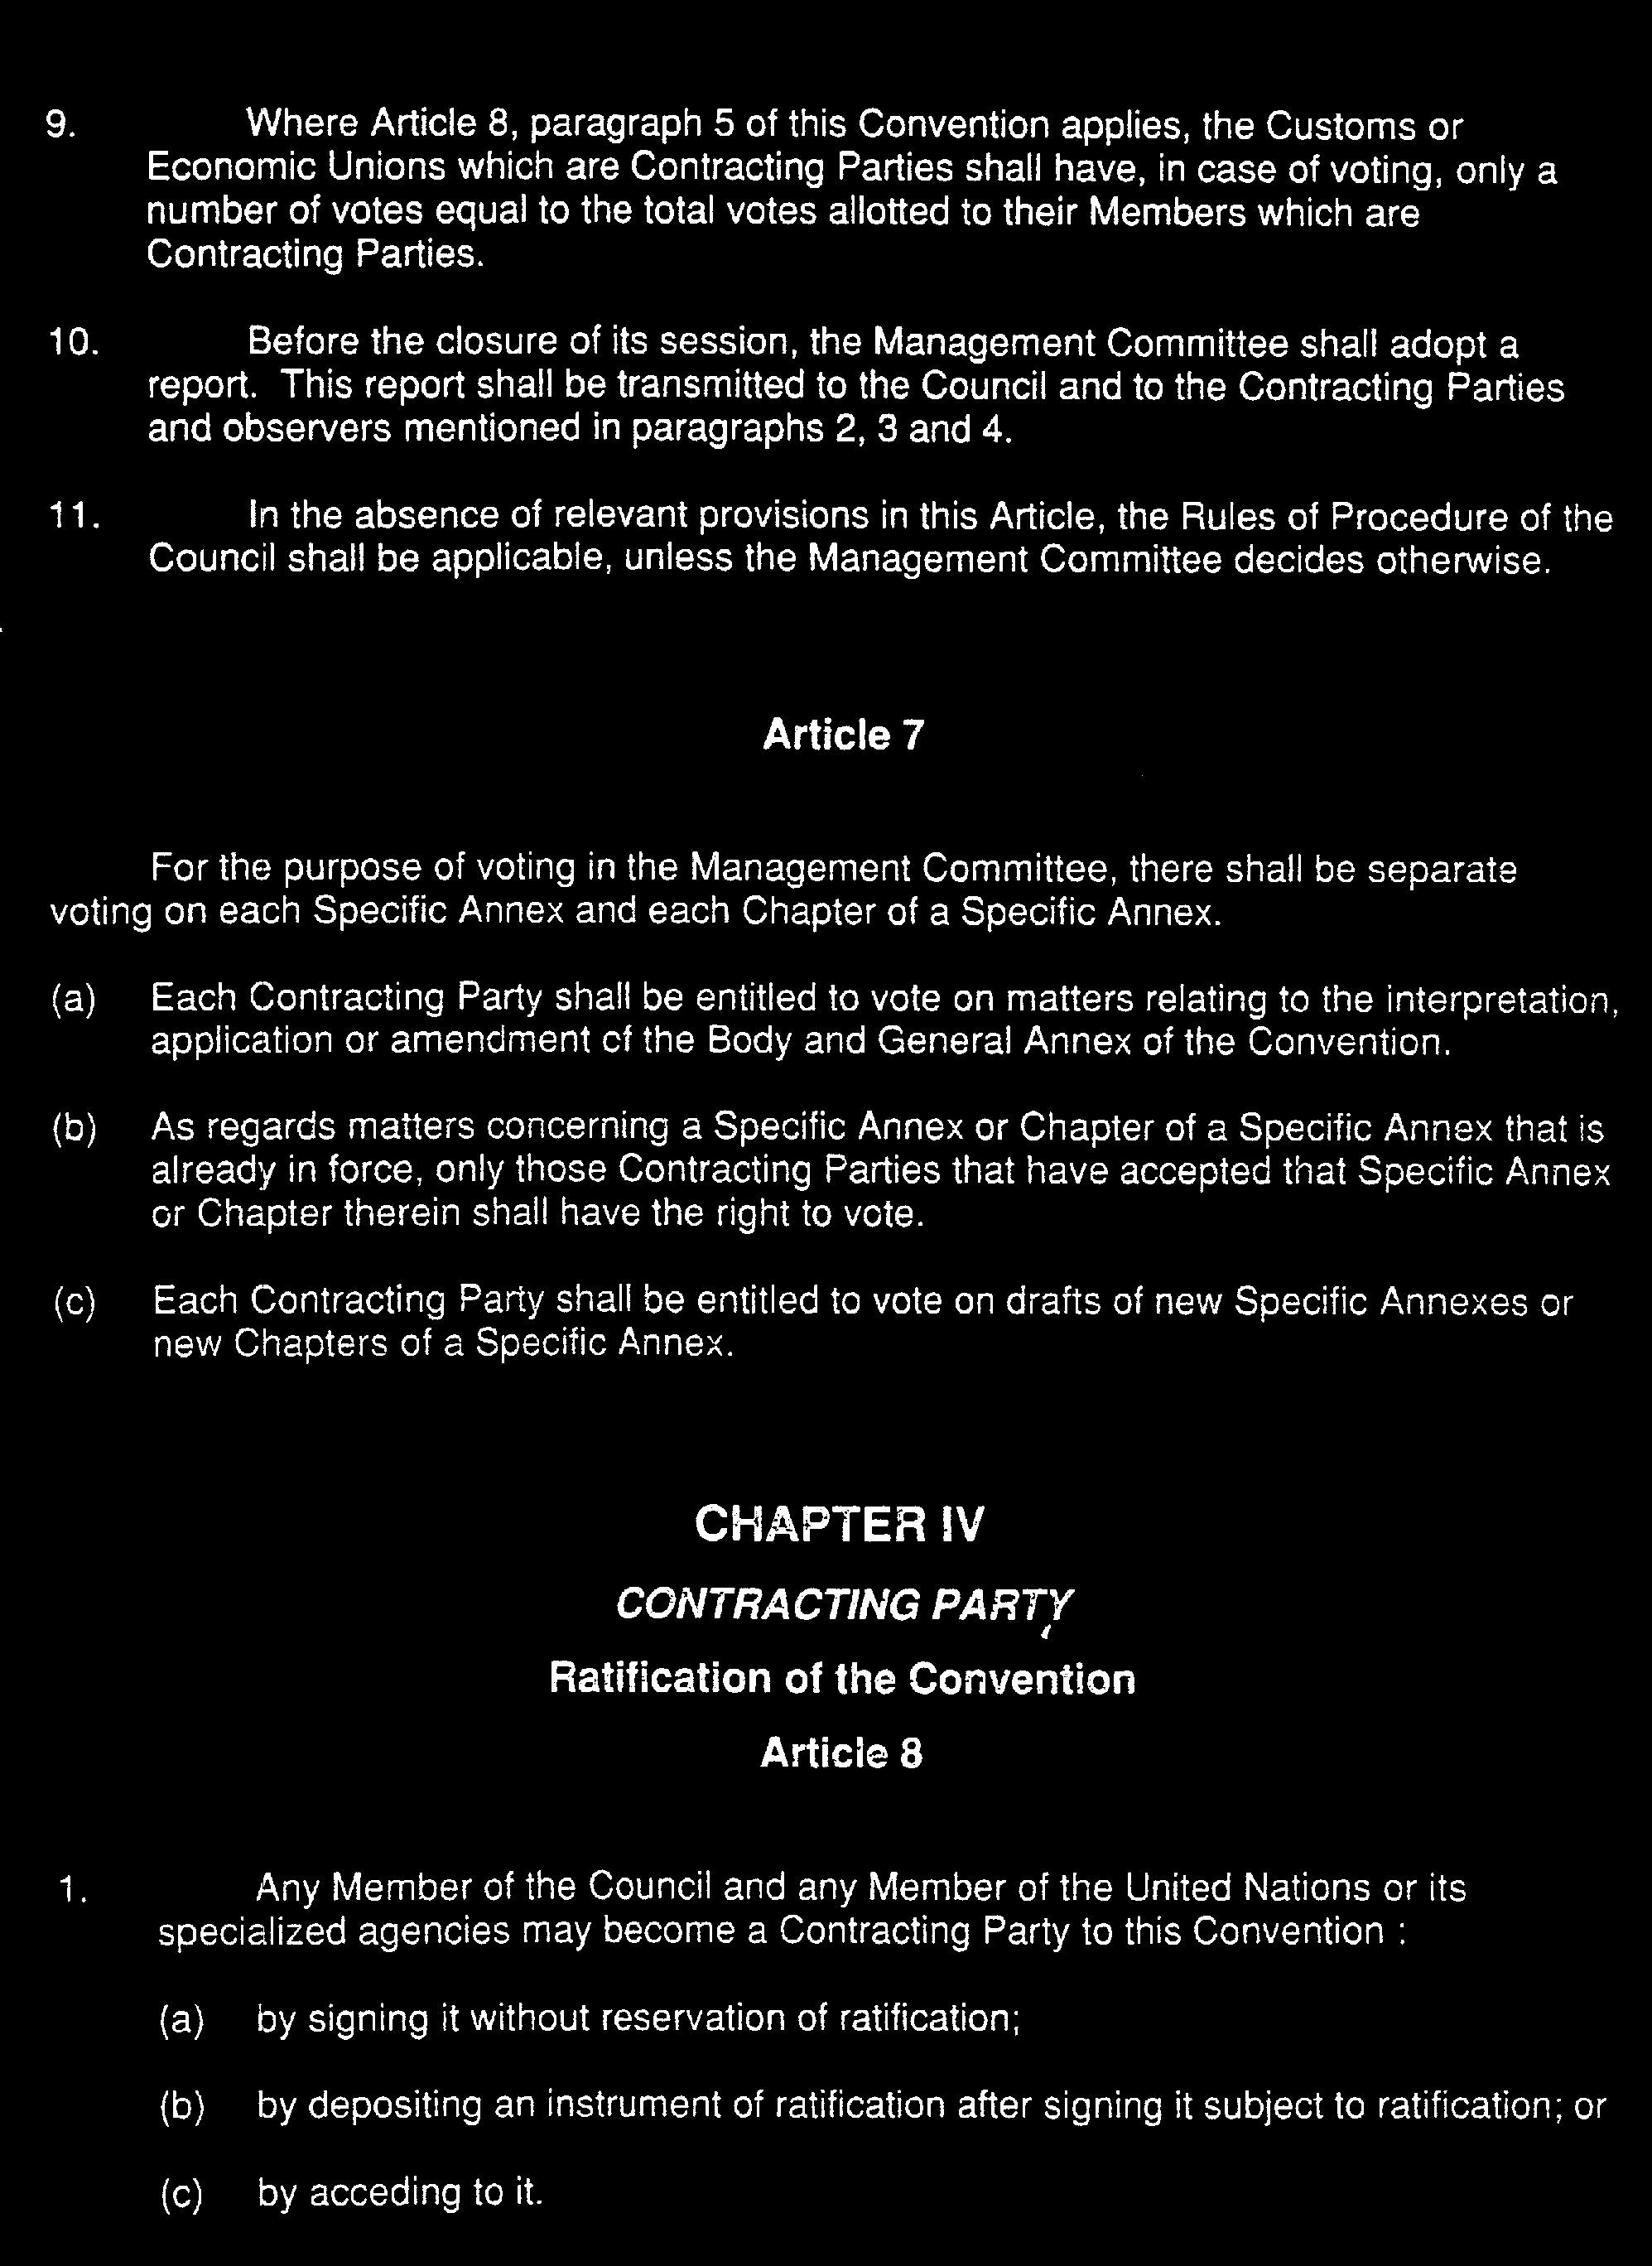 9. Where Article 8, paragraph 5 of this Convention applies, the Customs or
Economic Unions which are Contracting Parties shall have, in case of voting, only a
number of votes equal to the total votes allotted to their Members which are
Contracting Parties.
10. Before the closure of its session, the Management Committee shall adopt a
report. This report shall be transmitted to the Council and to the Contracting Parties
and observers mentioned in paragraphs 2, 3 and 4.
11. In the absence of relevant provisions in this Article, the Rules of Procedure of the
Council shall be applicable, unless the Management Committee decides otherwise.
Article 7
For the purpose of voting in the Management Committee, there shall be separate
voting on each Specific Annex and each Chapter of a Specific Annex.
(a) Each Contracting Party shall be entitled to vote on matters relating to the interpretation,
application or amendment of the Body and General Annex of the Convention.
(b) As regards matters concerning a Specific Annex or Chapter of a Specific Annex that is
already in force, only those Contracting Parties that have accepted that Specific Annex
or Chapter therein shall have the right to vote.
(c) Each Contracting Party shall be entitled to vote on drafts of new Specific Annexes or
new Chapters of a Specific Annex.
CHAPTER IV
CONTRACTING PARTY
Ratification of the Convention
Article 8
1. Any Member of the Council and any Member of the United Nations or its
specialized agencies may become a Contracting Party to this Convention :
(a) by signing it without reservation of ratification;
(b) by depositing an instrument of ratification after signing it subject to ratification; or
(c) by acceding to it.